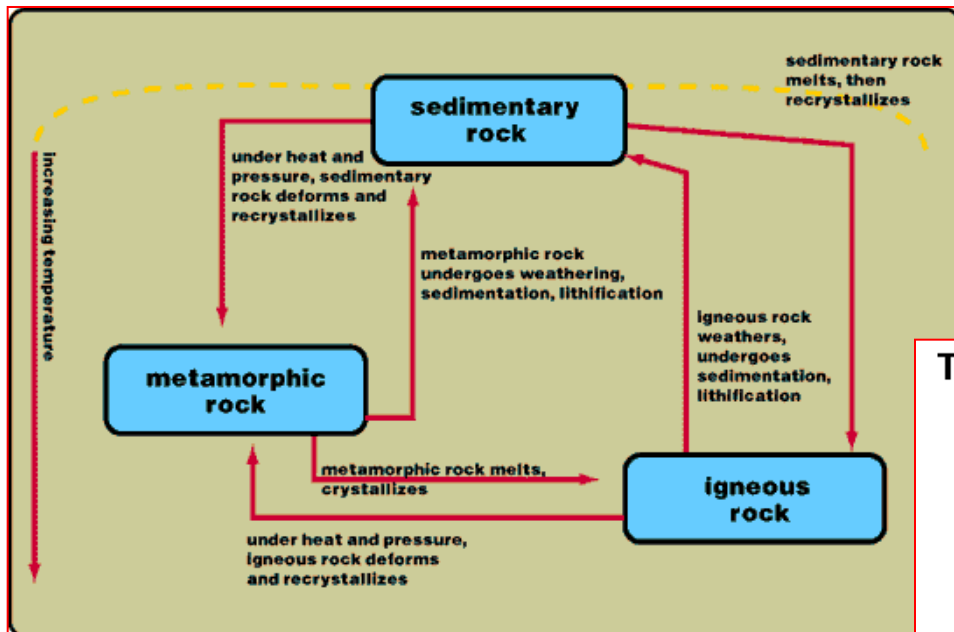 sedimentary rock
melts, then
recrystallizes
sedimentary
rock
under heat and
pressure, sedimentary
rock deforms and
recrystallizes
increasing temperature
metamorphic rock
undergoes weathering,
sedimentation, lithification
igneous rock
weathers,
undergoes
sedimentation,
lithification
T
metamorphic
rock
metamorphic rock melts,
crystallizes
igneous
rock
under heat and pressure,
igneous rock deforms
and recrystallizes